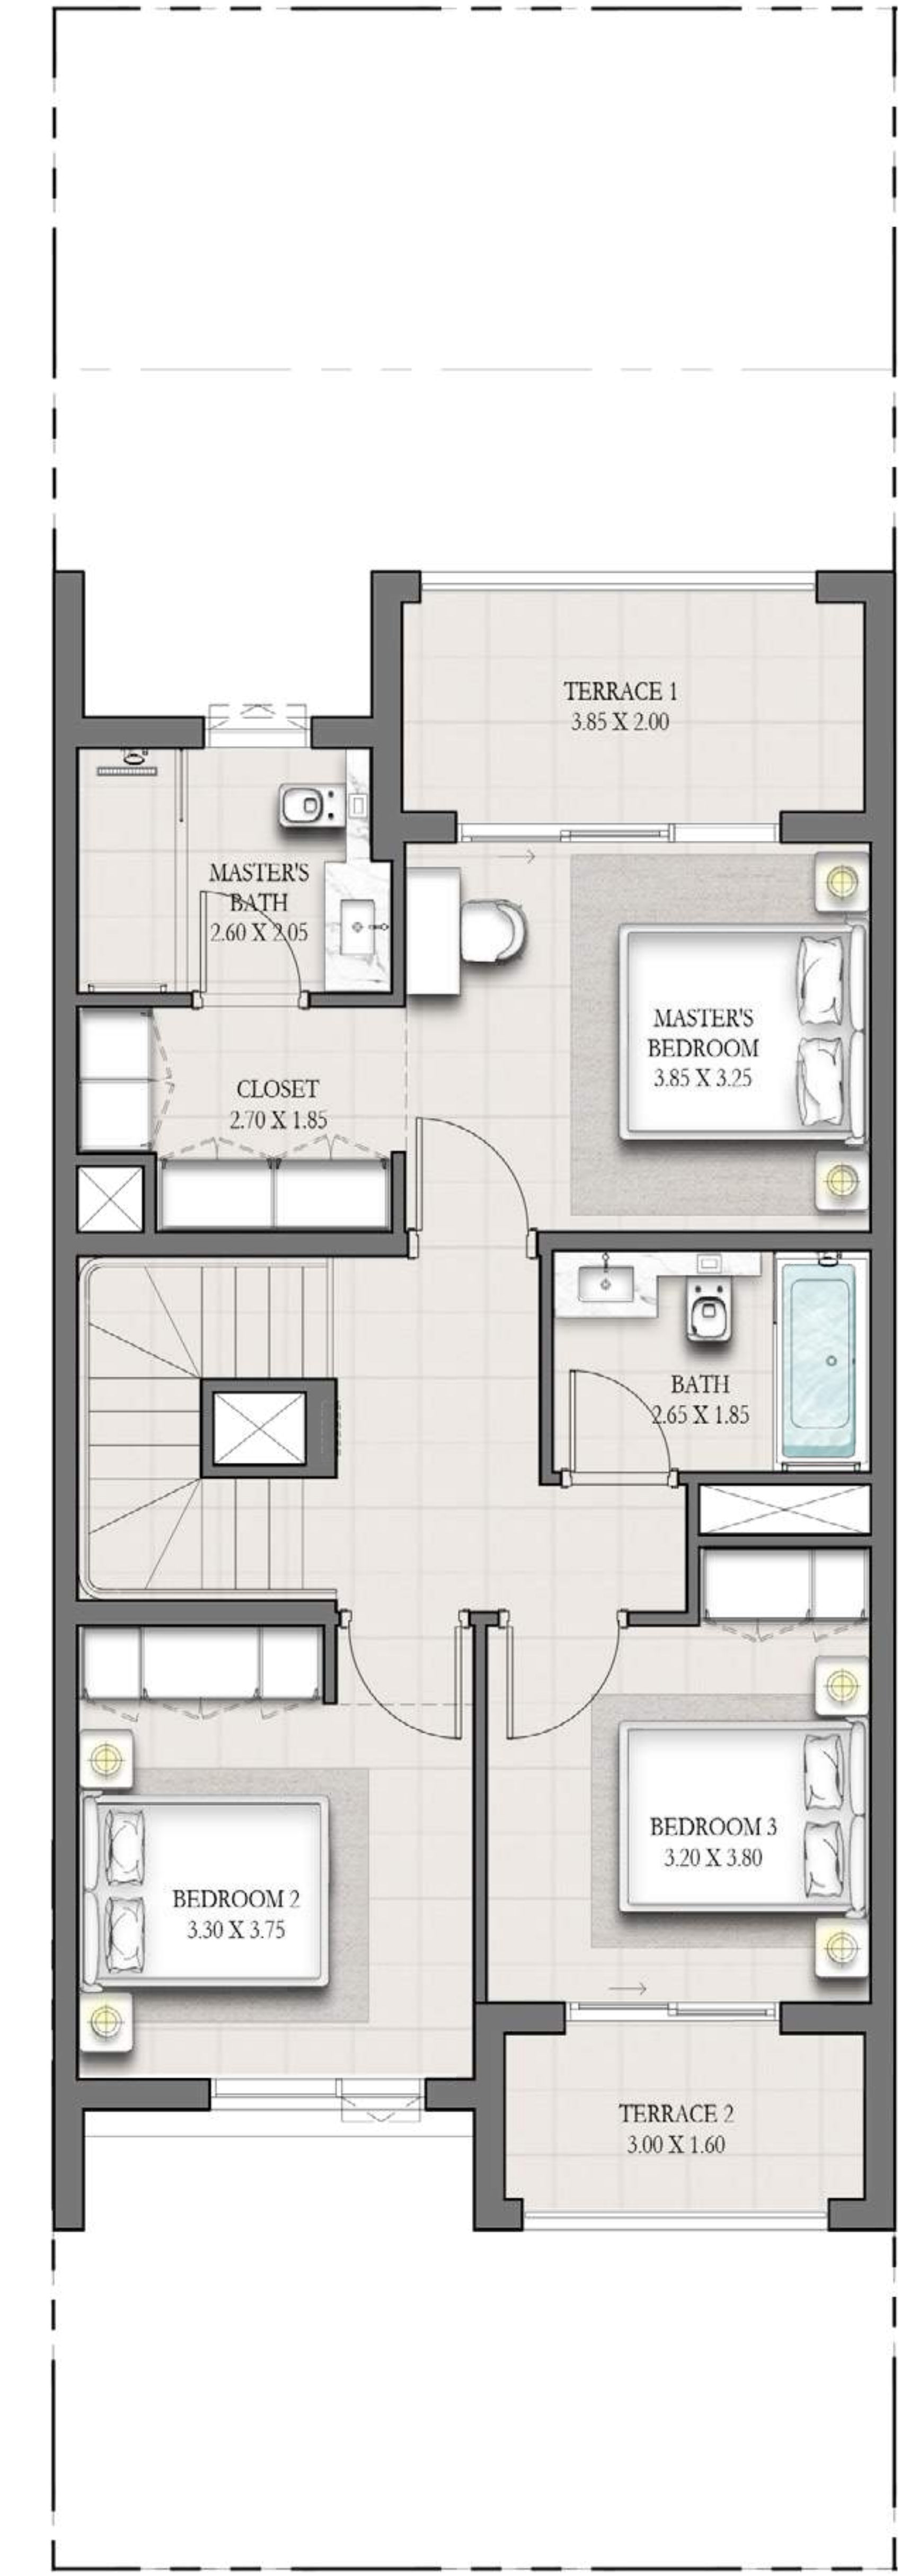 TERRACE 1
3.85 X 2.00
MASTER'S
BATH
2.60 X 2.05
MASTER'S
BEDROOM
3.85 X 3.25
CLOSET
2.70 X 1.85
BATH
2.65 X 1.85
BEDROOM 3
3.20 X 3.80
BEDROOM 2
3.30 X 3.75
TERRACE 2
3.00 X 1.60